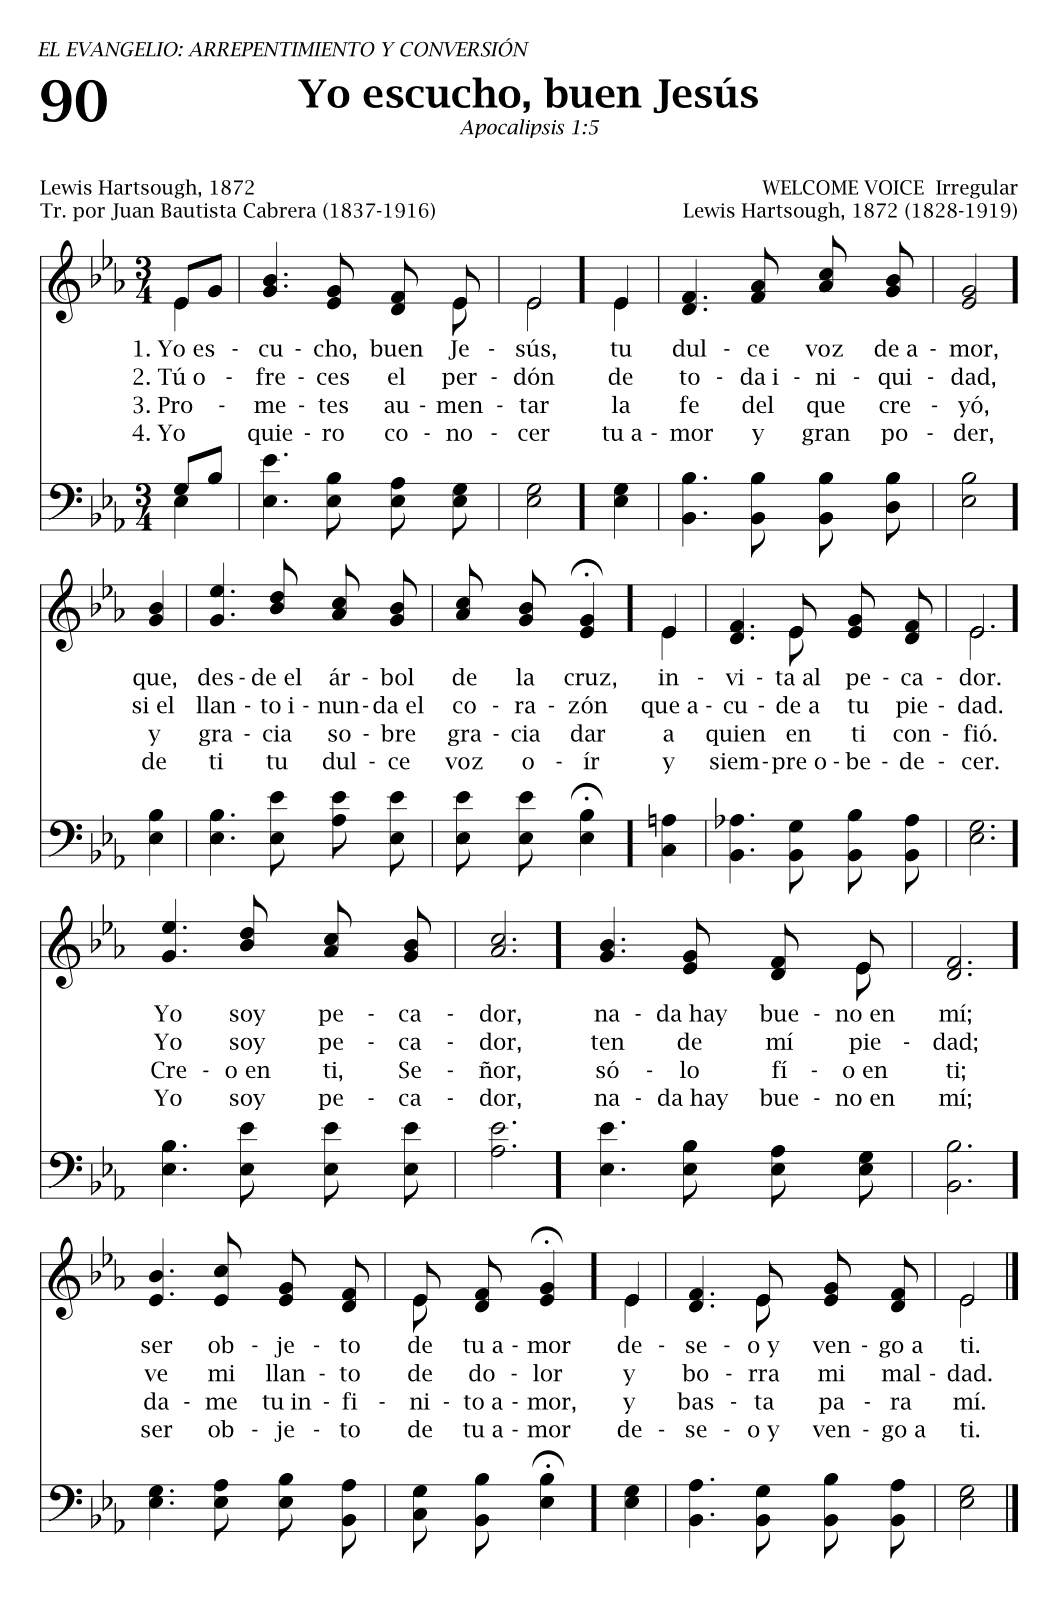 EL EVANGELIO: ARREPENTIMIENTO Y CONVERSIÓN
90 Yo escucho, buen Jesús
Apocalipsis 1:5
Lewis Hartsough, 1872 WELCOME VOICE Irregular
Tr. por Juan Bautista Cabrera (1837-1916) Lewis Hartsough, 1872 (1828-1919)
3
4
1. Yo es - cu - cho, buen Je - sús, tu dul - ce voz de a - mor,
2. Tú o - fre - ces el per - dón de to - da i - ni - qui - dad,
3. Pro - me - tes au - men - tar la fe del que cre - yó,
4. Yo quie - ro co - no - cer tu a - mor y gran po - der,
3
4
que, des - de el ár - bol de la cruz, in - vi - ta al pe - ca - dor.
si el llan - to i - nun - da el co - ra - zón que a - cu - de a tu pie - dad.
y gra - cia so - bre gra - cia dar a quien en ti con - fió.
de ti tu dul - ce voz o - ír y siem - pre o - be - de - cer.
Yo soy pe - ca - dor, na - da hay bue - no en mí;
Yo soy pe - ca - dor, ten de mí pie - dad;
Cre - o en ti, Se - ñor, só - lo fí - o en ti;
Yo soy pe - ca - dor, na - da hay bue - no en mí;
ser ob - je - to de tu a - mor de - se - o y ven - go a ti.
ve mi llan - to de do - lor y bo - rra mi mal - dad.
da - me tu in - fi - ni - to a - mor, y bas - ta pa - ra mí.
ser ob - je - to de tu a - mor de - se - o y ven - go a ti.